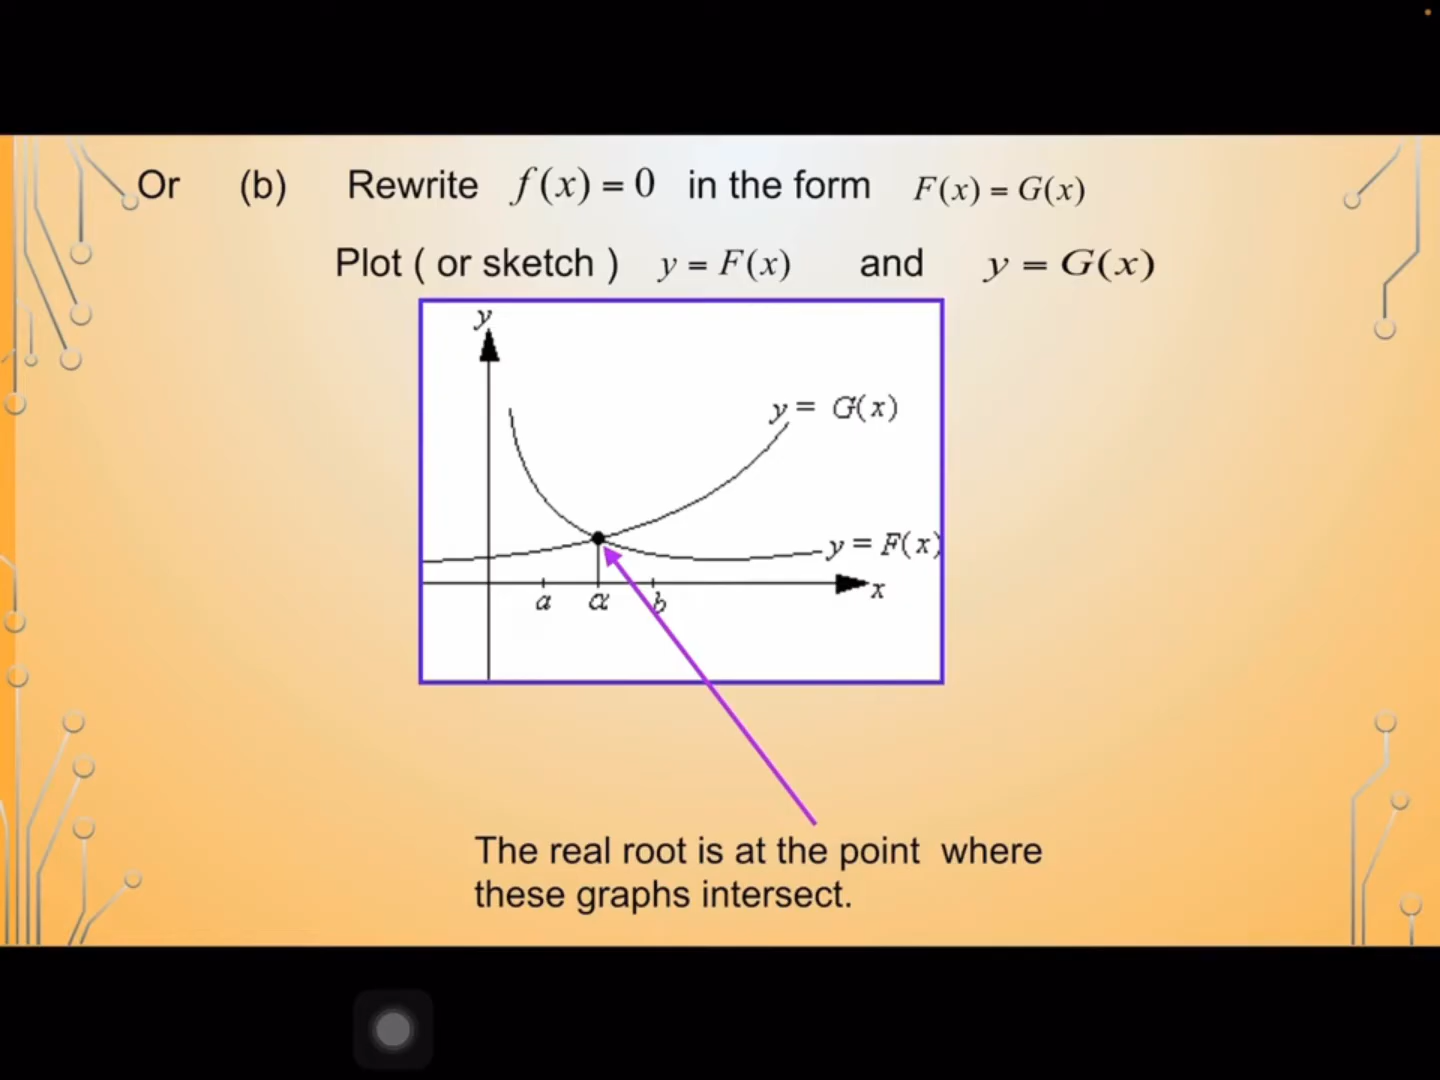 Or (b) Rewrite f(x) = 0 in the form F(x) = G(x)
Plot ( or sketch ) y = F(x) and y = G(x)
y
y = G(x)
y = F(x)
a α b x
The real root is at the point where
these graphs intersect.